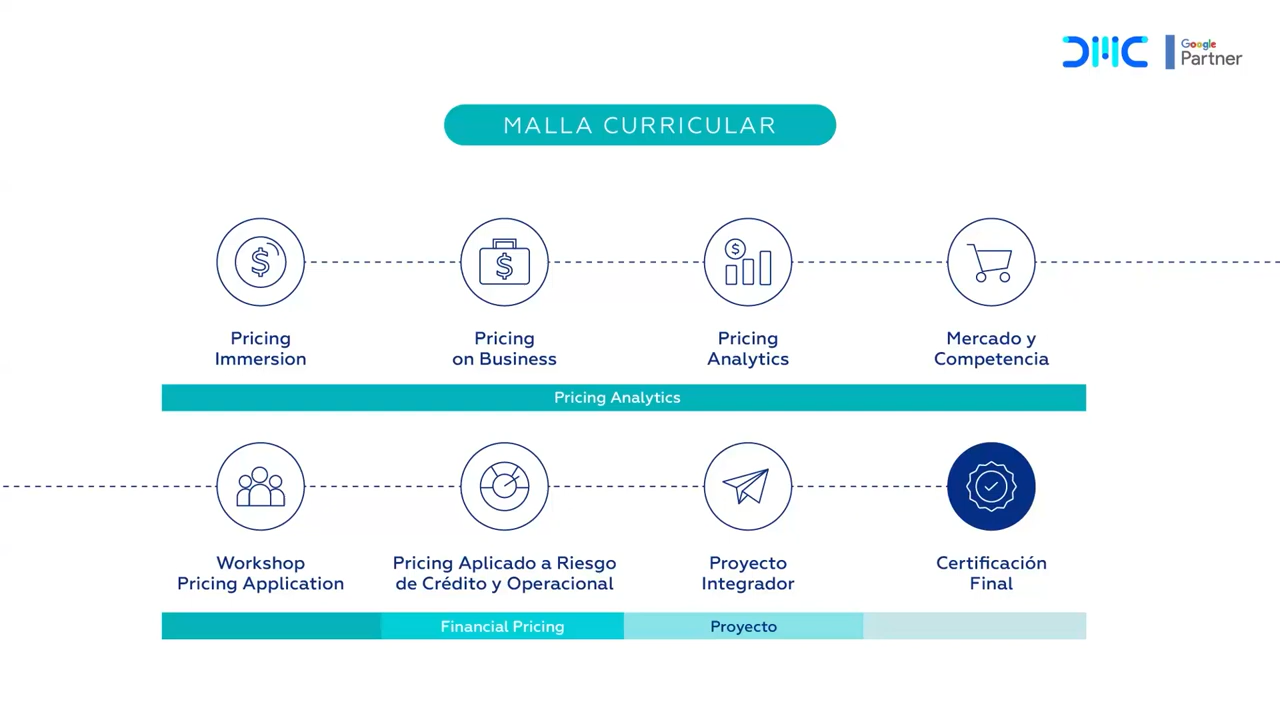 DMC
Google
Partner
MALLA CURRICULAR
Pricing
Immersion
Pricing
on Business
Pricing
Analytics
Mercado y
Competencia
Pricing Analytics
Workshop
Pricing Application
Pricing Aplicado a Riesgo
de Crédito y Operacional
Proyecto
Integrador
Certificación
Final
Financial Pricing
Proyecto